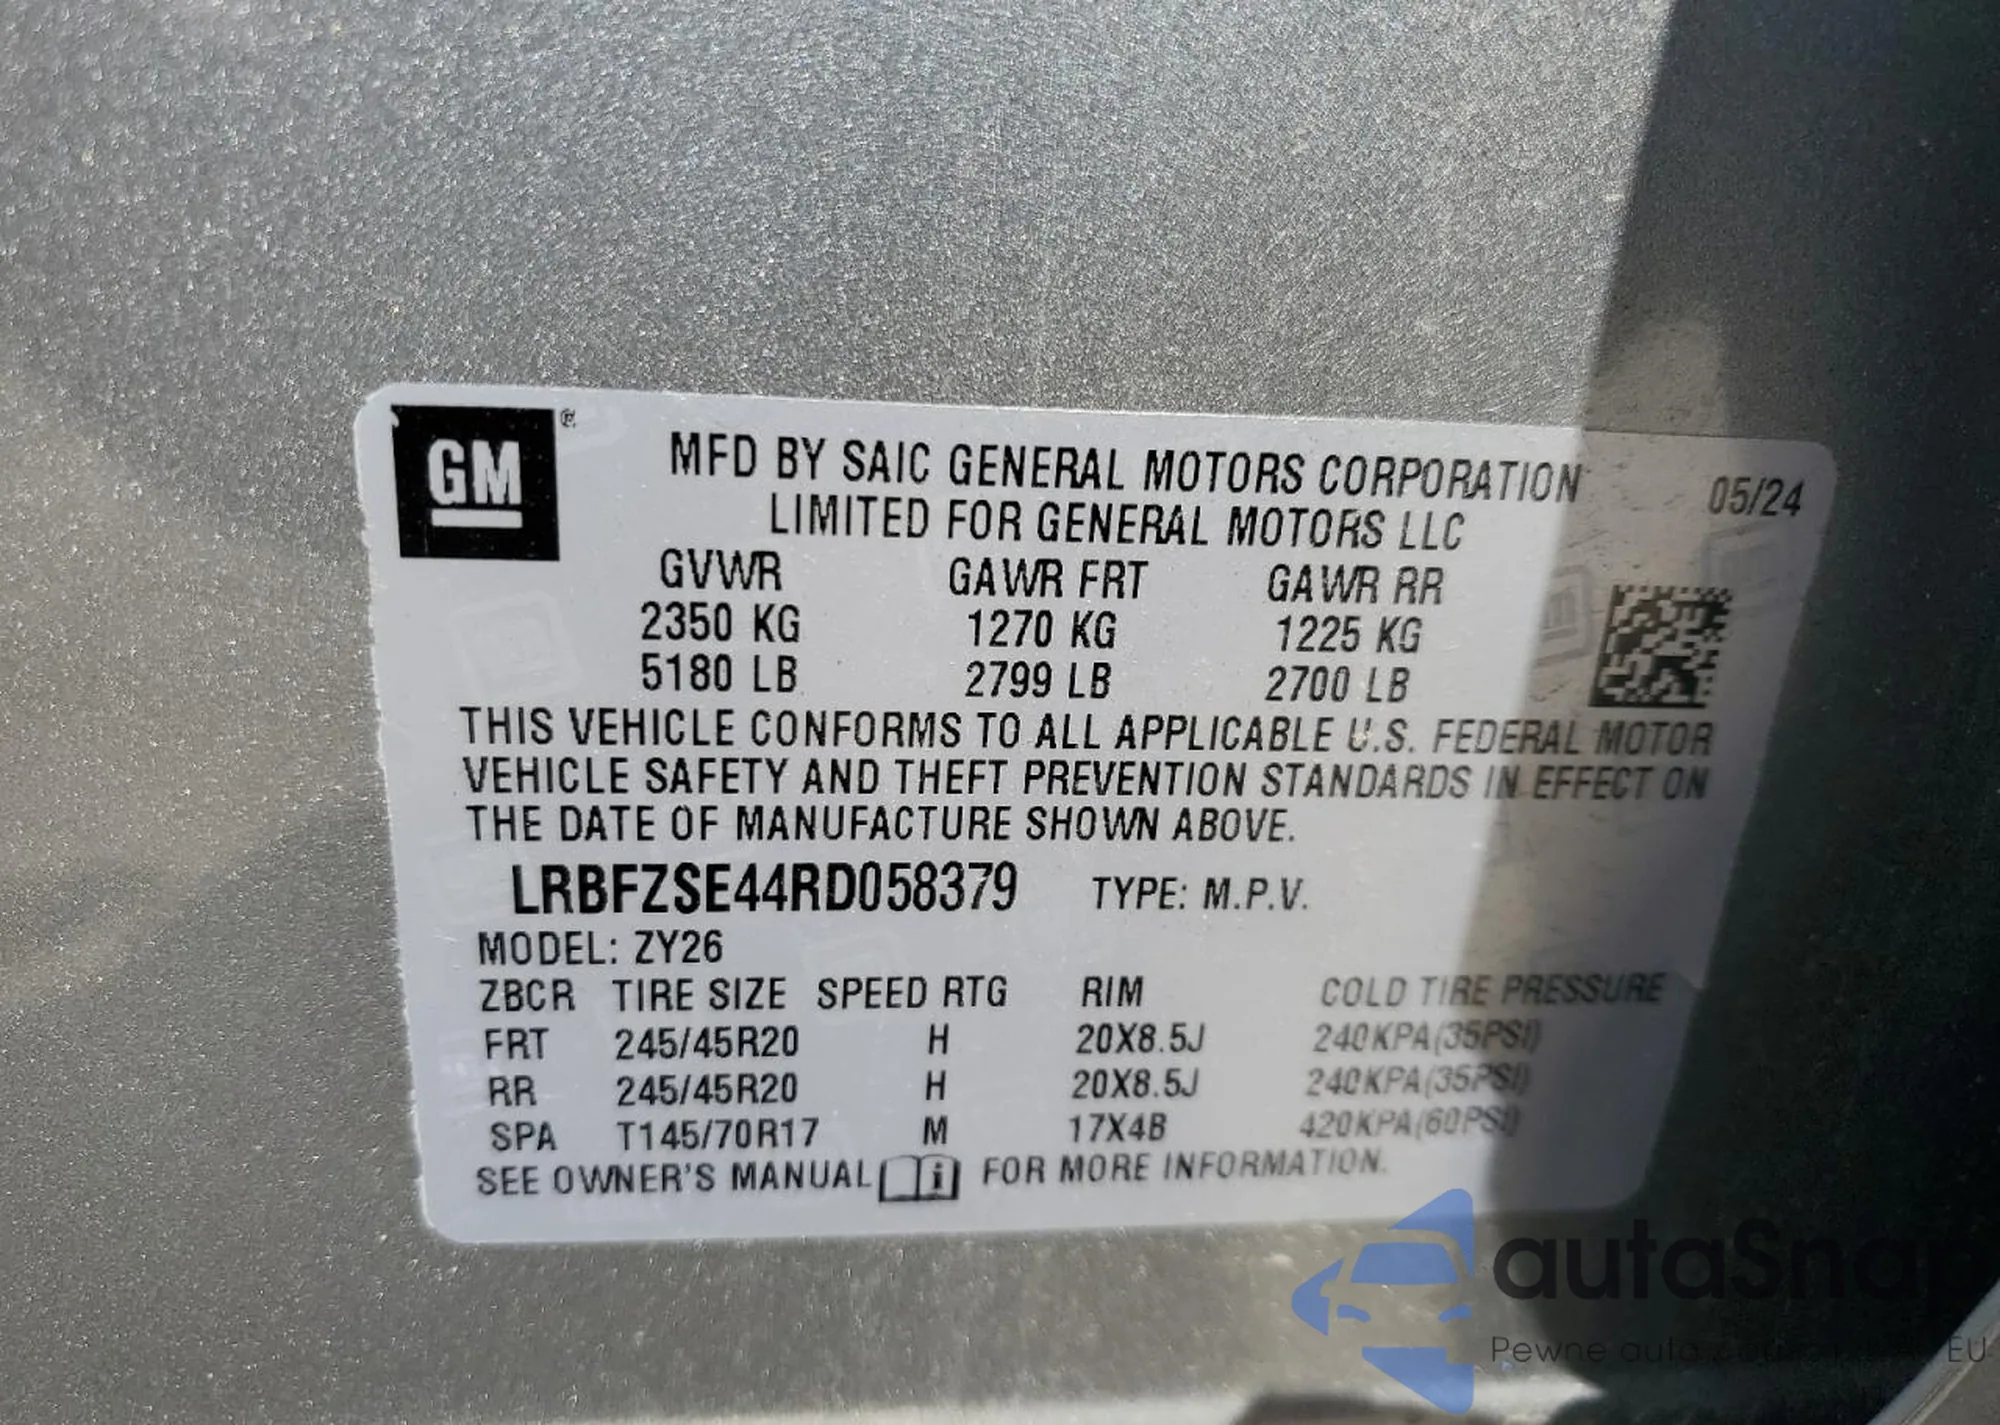 GM ®
MFD BY SAIC GENERAL MOTORS CORPORATION
LIMITED FOR GENERAL MOTORS LLC
05/24
GVWR GAWR FRT GAWR RR
2350 KG 1270 KG 1225 KG
5180 LB 2799 LB 2700 LB
THIS VEHICLE CONFORMS TO ALL APPLICABLE U.S. FEDERAL MOTOR
VEHICLE SAFETY AND THEFT PREVENTION STANDARDS IN EFFECT ON
THE DATE OF MANUFACTURE SHOWN ABOVE.
LRBFZSE44RD058379 TYPE: M.P.V.
MODEL: ZY26
ZBCR TIRE SIZE SPEED RTG RIM COLD TIRE PRESSURE
FRT 245/45R20 H 20X8.5J 240KPA(35PSI)
RR 245/45R20 H 20X8.5J 240KPA(35PSI)
SPA T145/70R17 M 17X4B 420KPA(60PSI)
SEE OWNER'S MANUAL i FOR MORE INFORMATION.
autaSnap
Pewne auto EU